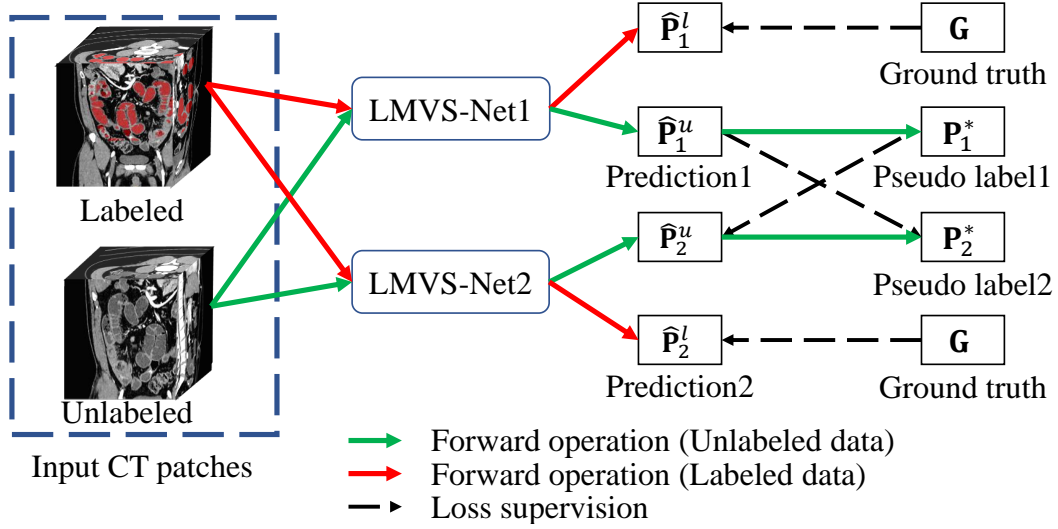 P̂₁ˡ
G
Ground truth
LMVS-Net1
P̂₁ᵘ
P₁*
Prediction1
Pseudo label1
Labeled
P̂₂ᵘ
P₂*
LMVS-Net2
Pseudo label2
P̂₂ˡ
G
Prediction2
Ground truth
Unlabeled
Input CT patches
Forward operation (Unlabeled data)
Forward operation (Labeled data)
Loss supervision